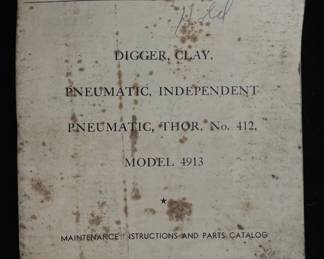 DIGGER, CLAY,
PNEUMATIC, INDEPENDENT
PNEUMATIC, THOR, No. 412,
MODEL 4913
MAINTENANCE INSTRUCTIONS AND PARTS CATALOG